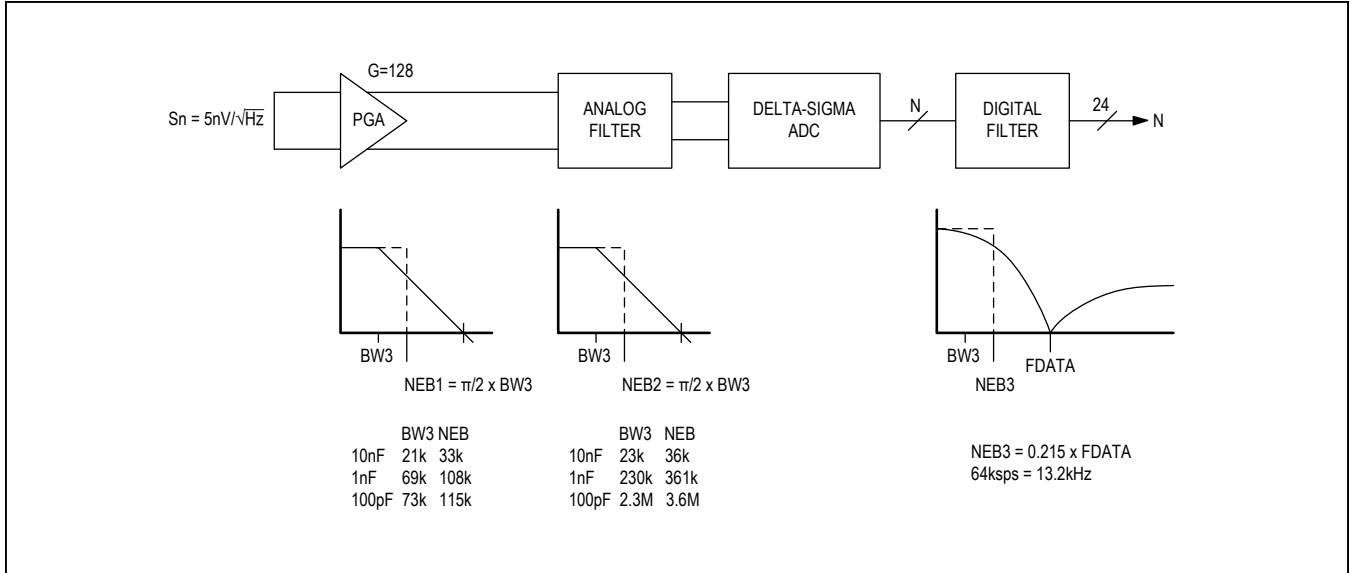 G=128
Sn = 5nV/√Hz
PGA
ANALOG
FILTER
DELTA-SIGMA
ADC
N
DIGITAL
FILTER
24
N
BW3
NEB1 = π/2 x BW3
BW3 NEB
10nF 21k 33k
1nF 69k 108k
100pF 73k 115k
BW3
NEB2 = π/2 x BW3
BW3 NEB
10nF 23k 36k
1nF 230k 361k
100pF 2.3M 3.6M
BW3
NEB3
FDATA
NEB3 = 0.215 x FDATA
64ksps = 13.2kHz